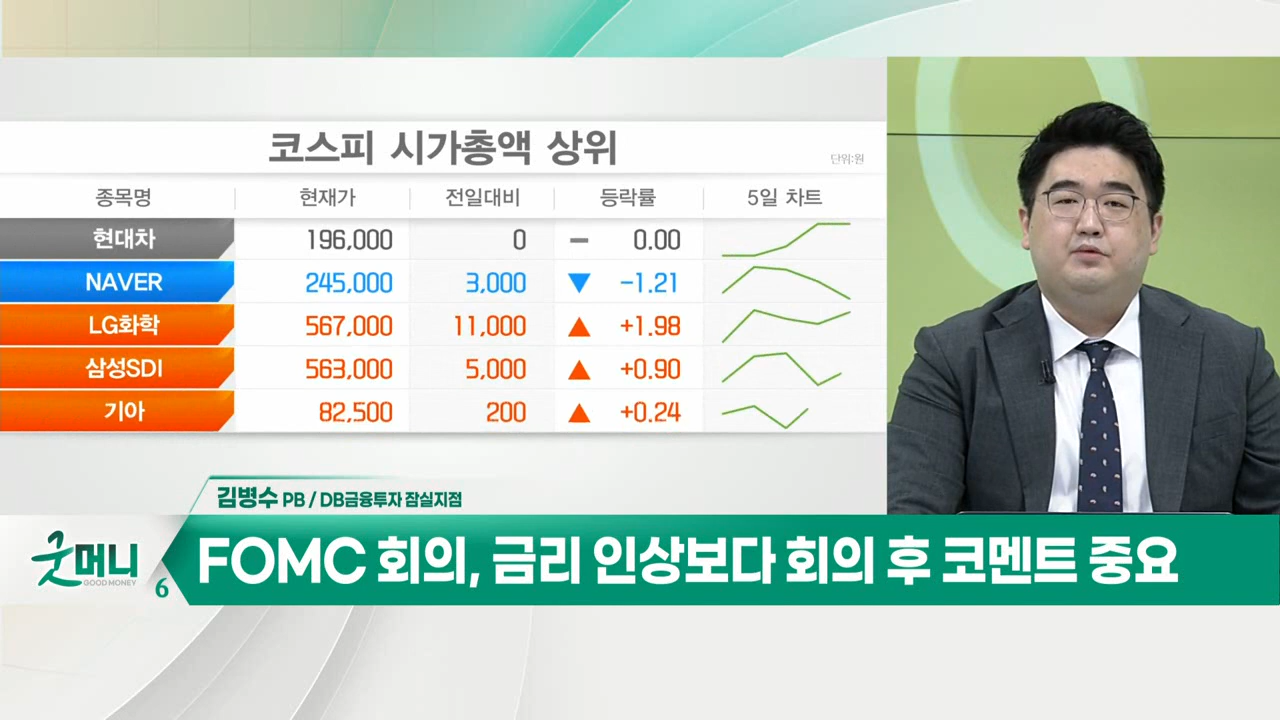 코스피 시가총액 상위
단위:원
종목명 현재가 전일대비 등락률 5일 차트
현대차 196,000 0 – 0.00
NAVER 245,000 3,000 ▼ -1.21
LG화학 567,000 11,000 ▲ +1.98
삼성SDI 563,000 5,000 ▲ +0.90
기아 82,500 200 ▲ +0.24
김병수 PB / DB금융투자 잠실지점
굿머니
GOOD MONEY
6
FOMC 회의, 금리 인상보다 회의 후 코멘트 중요